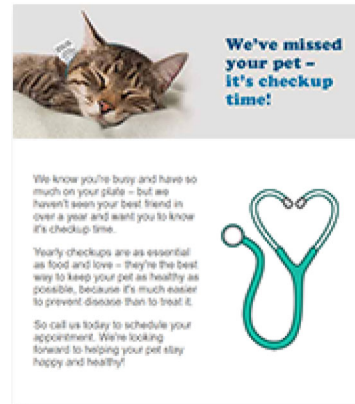 We've missed
your pet –
it's checkup
time!
We know you're busy and have so
much on your plate – but we
haven't seen your best friend in
over a year and want you to know
it's checkup time.
Yearly checkups are as essential
as food and love – they're the best
way to keep your pet as healthy as
possible, because it's much easier
to prevent disease than to treat it.
So call us today to schedule your
appointment. We're looking
forward to helping your pet stay
happy and healthy!